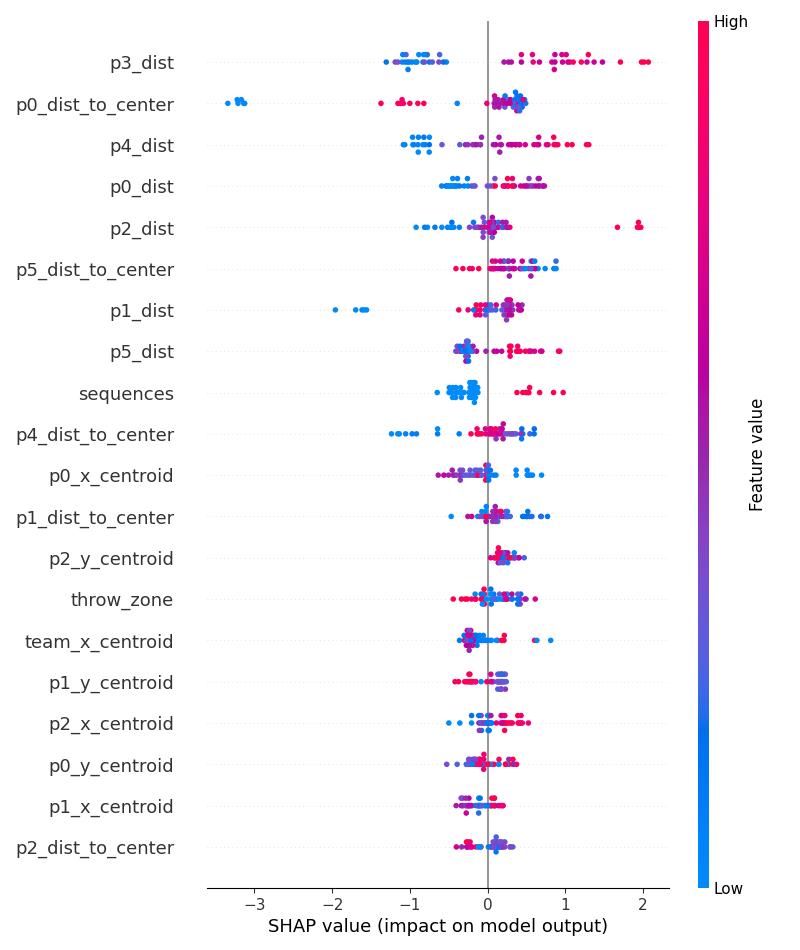 High
p3_dist
p0_dist_to_center
p4_dist
p0_dist
p2_dist
p5_dist_to_center
p1_dist
p5_dist
sequences
p4_dist_to_center
p0_x_centroid
p1_dist_to_center
p2_y_centroid
throw_zone
team_x_centroid
p1_y_centroid
p2_x_centroid
p0_y_centroid
p1_x_centroid
p2_dist_to_center
Feature value
Low
−3 −2 −1 0 1 2
SHAP value (impact on model output)